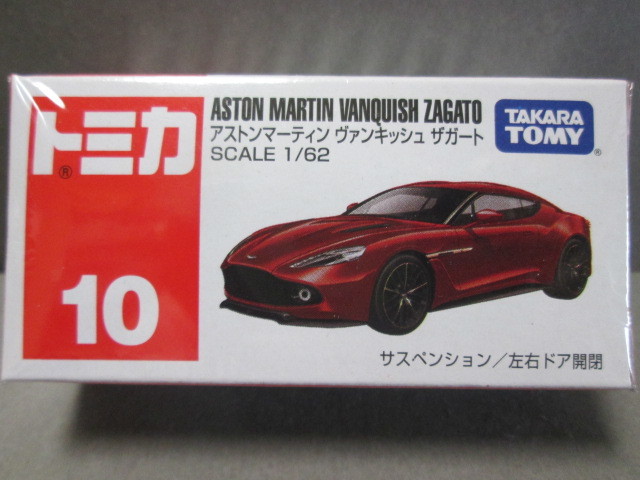 トミカ
®
10
ASTON MARTIN VANQUISH ZAGATO
アストンマーティン ヴァンキッシュ ザガート
SCALE 1/62
TAKARA
TOMY
®
サスペンション/左右ドア開閉